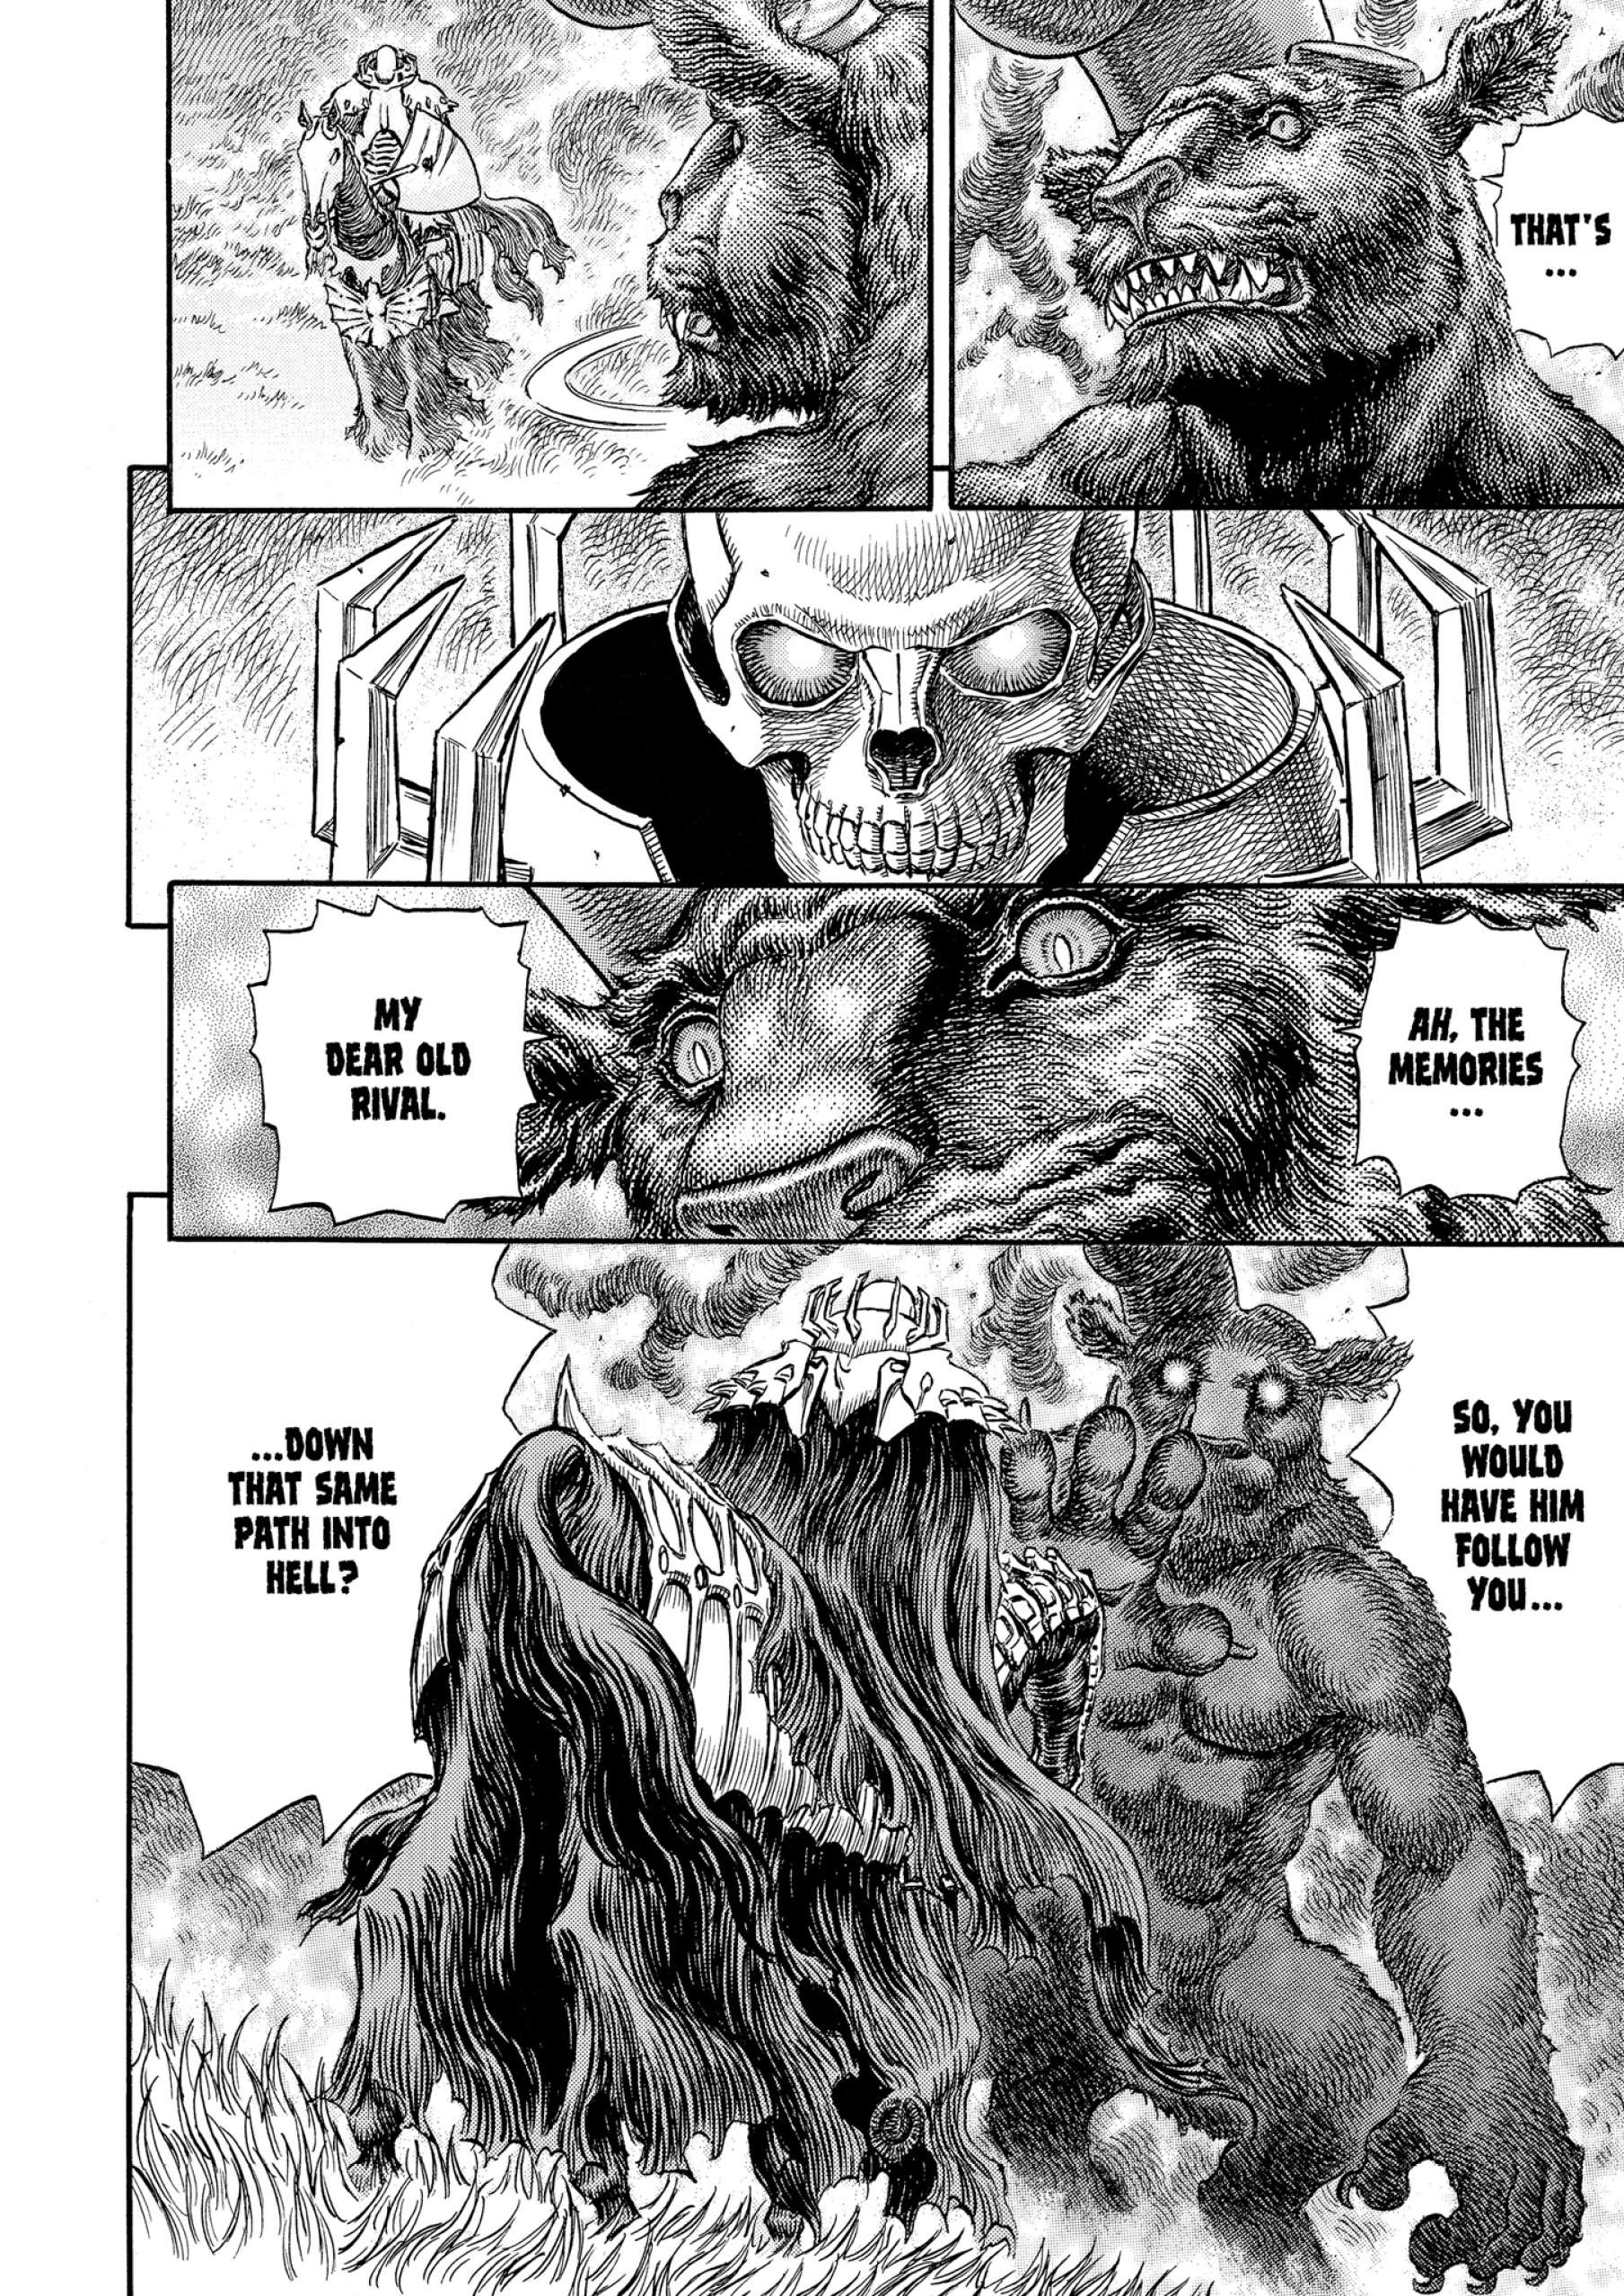 THAT'S
...
AH, THE
MEMORIES
...
MY
DEAR OLD
RIVAL.
SO, YOU
WOULD
HAVE HIM
FOLLOW
YOU...
...DOWN
THAT SAME
PATH INTO
HELL?